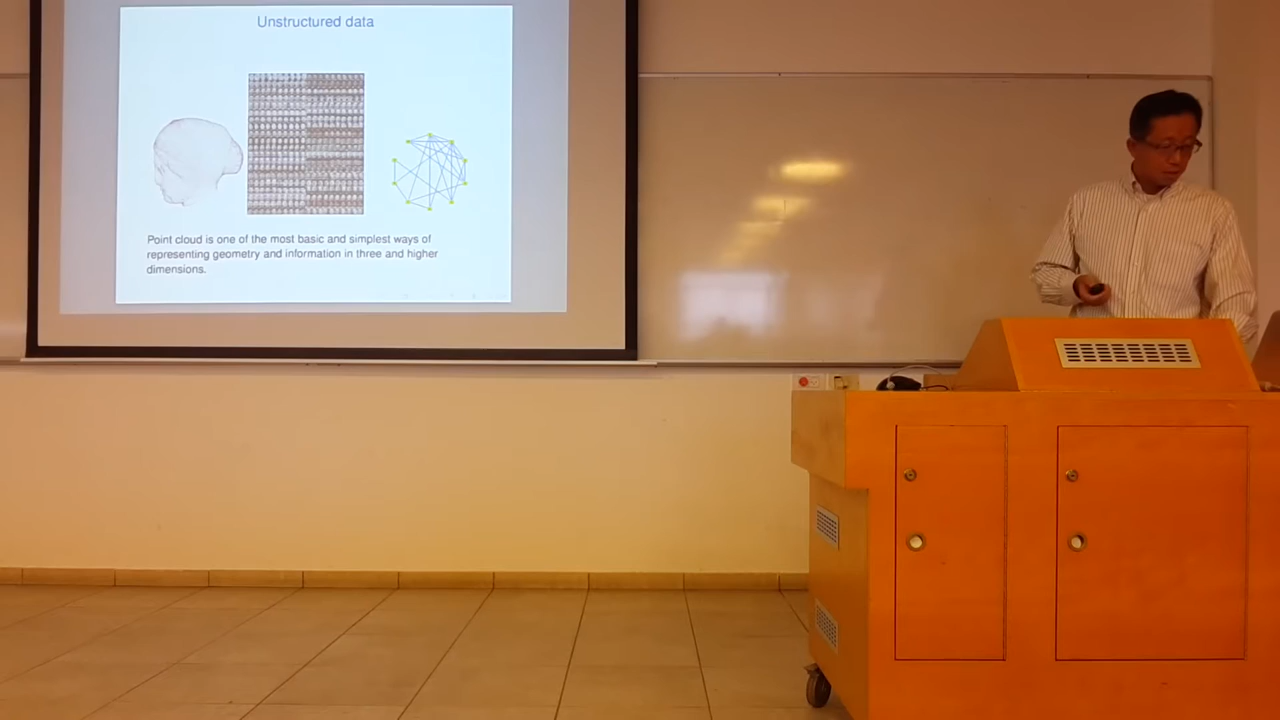 Unstructured data
Point cloud is one of the most basic and simplest ways of
representing geometry and information in three and higher
dimensions.